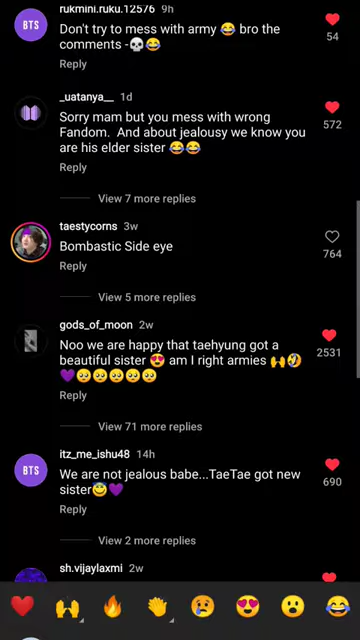 rukmini.ruku.12576 9h
BTS
Don't try to mess with army 😂 bro the
comments -💀😂
54
Reply
_uatanya__ 1d
Sorry mam but you mess with wrong
Fandom. And about jealousy we know you
are his elder sister 😂😂
572
Reply
View 7 more replies
taestycorns 3w
Bombastic Side eye
764
Reply
View 5 more replies
gods_of_moon 2w
Noo we are happy that taehyung got a
beautiful sister 😍 am I right armies 🙌🤣
💜🥺🥺🥺🥺🥺
2531
Reply
View 71 more replies
itz_me_ishu48 14h
BTS
We are not jealous babe...TaeTae got new
sister😇💜
690
Reply
View 2 more replies
sh.vijaylaxmi 2w